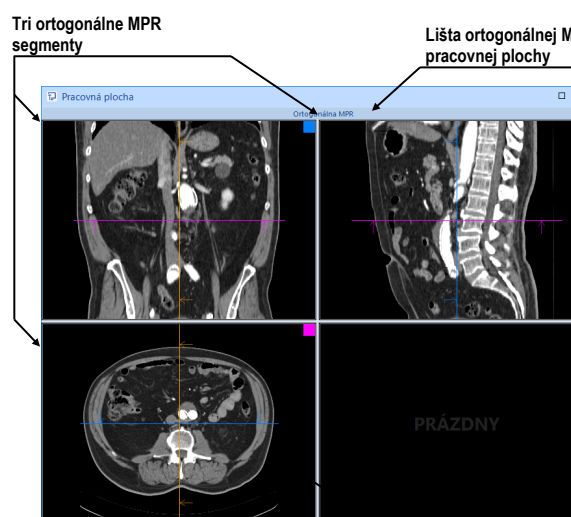 Tri ortogonálne MPR
segmenty
Lišta ortogonálnej M
pracovnej plochy
Pracovná plocha
Ortogonálna MPR
PRÁZDNY